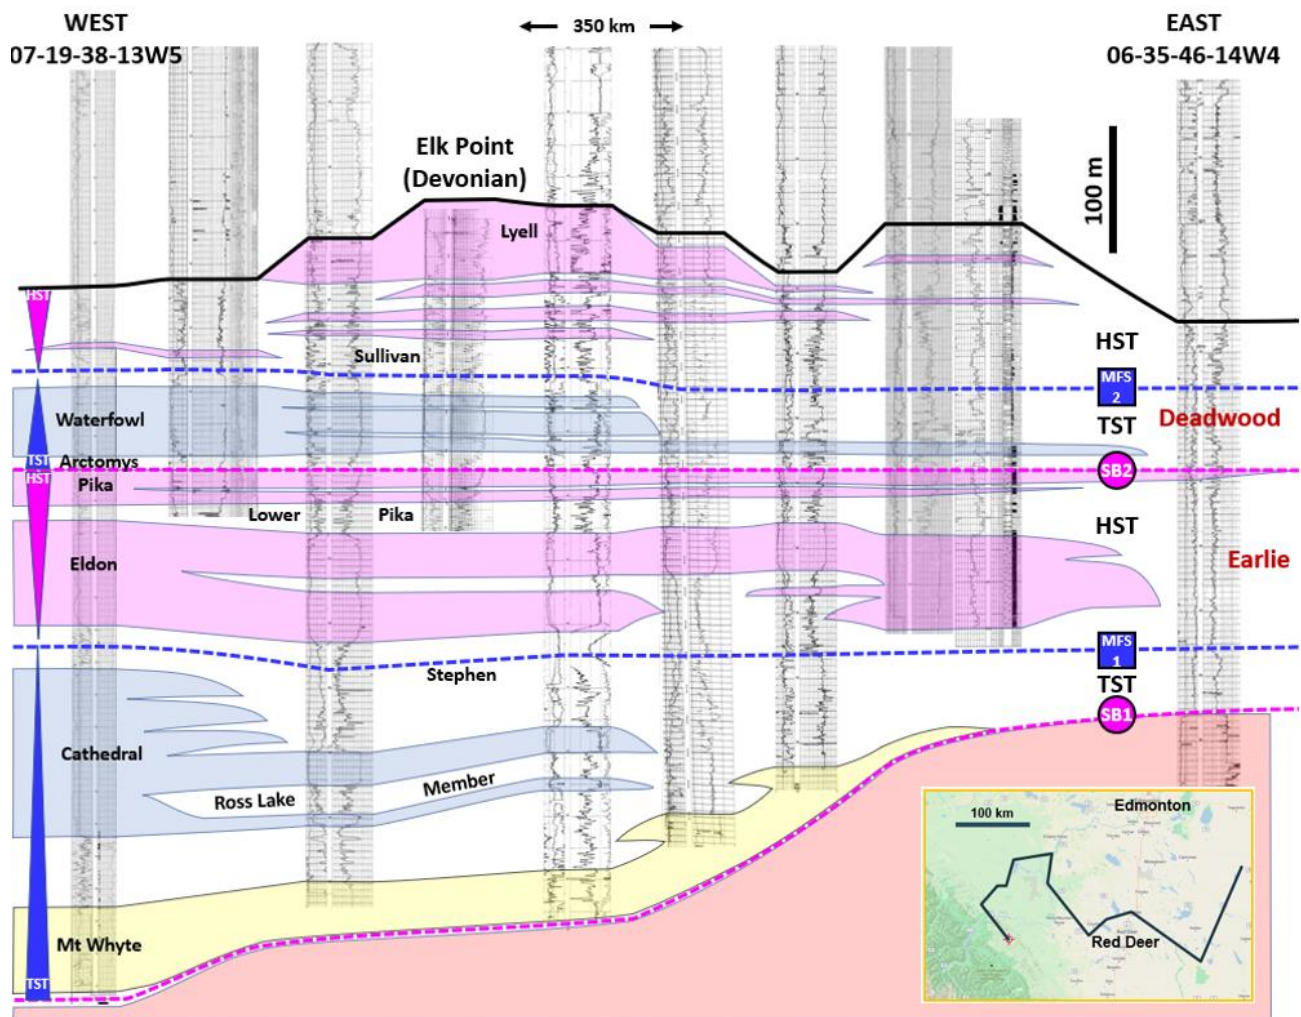 WEST
07-19-38-13W5
350 km
EAST
06-35-46-14W4
Elk Point
(Devonian)
100 m
Lyell
HST
Sullivan
HST
MFS
2
Waterfowl
TST
Deadwood
TST
Arctomys
SB2
HST
Pika
Lower
Pika
HST
Eldon
Earlie
MFS
1
Stephen
TST
SB1
Cathedral
Ross Lake
Member
Mt Whyte
TST
Edmonton
100 km
Red Deer